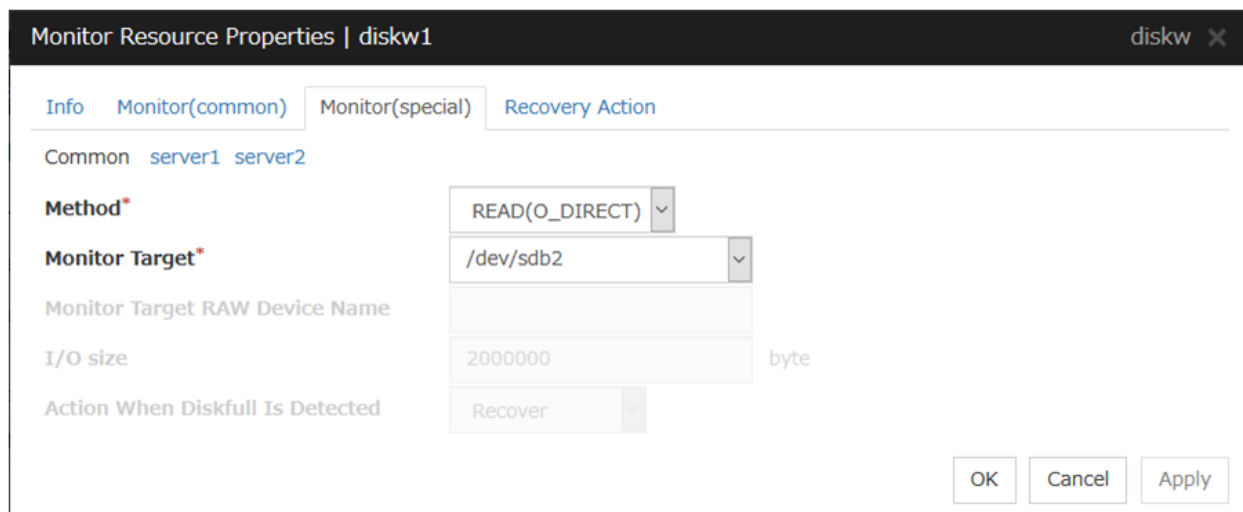 Monitor Resource Properties | diskw1 diskw ×
Info Monitor(common) Monitor(special) Recovery Action
Common server1 server2
Method* READ(O_DIRECT)
Monitor Target* /dev/sdb2
Monitor Target RAW Device Name
I/O size 2000000 byte
Action When Diskfull Is Detected Recover
OK Cancel Apply